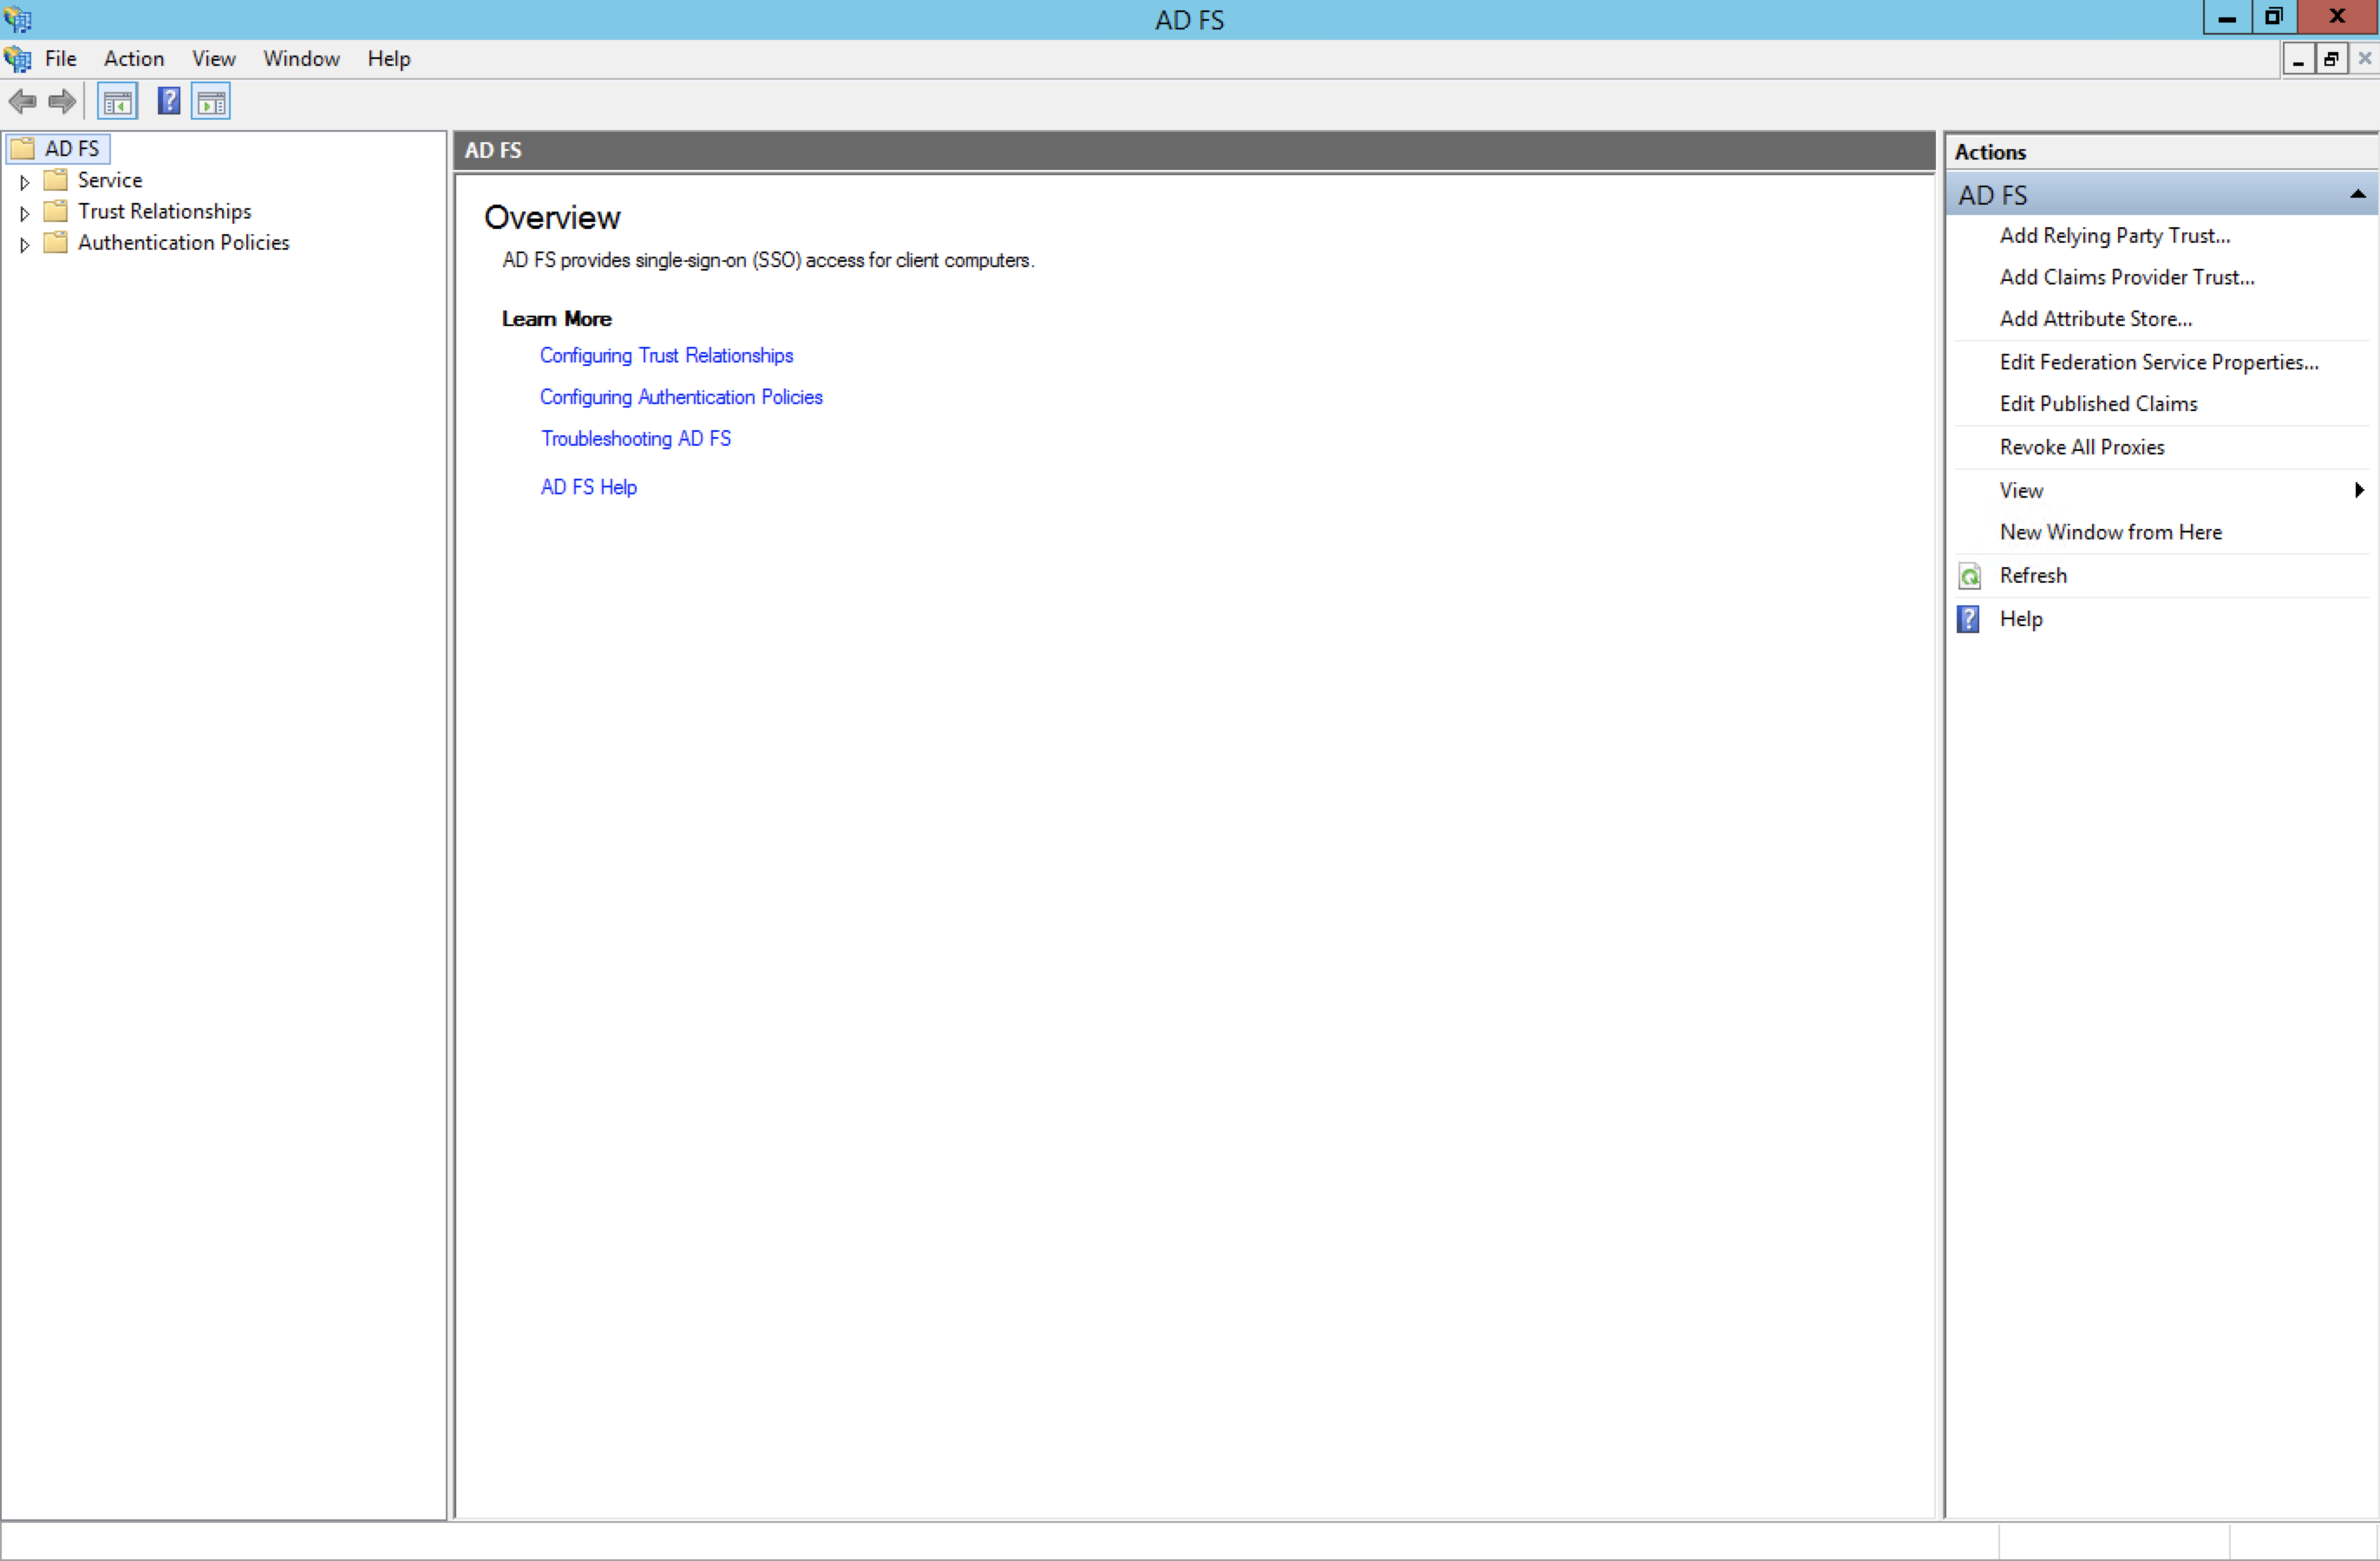 AD FS
File Action View Window Help
AD FS
Service
Trust Relationships
Authentication Policies
AD FS
Overview
AD FS provides single-sign-on (SSO) access for client computers.
Learn More
Configuring Trust Relationships
Configuring Authentication Policies
Troubleshooting AD FS
AD FS Help
Actions
AD FS
Add Relying Party Trust...
Add Claims Provider Trust...
Add Attribute Store...
Edit Federation Service Properties...
Edit Published Claims
Revoke All Proxies
View
New Window from Here
Refresh
Help